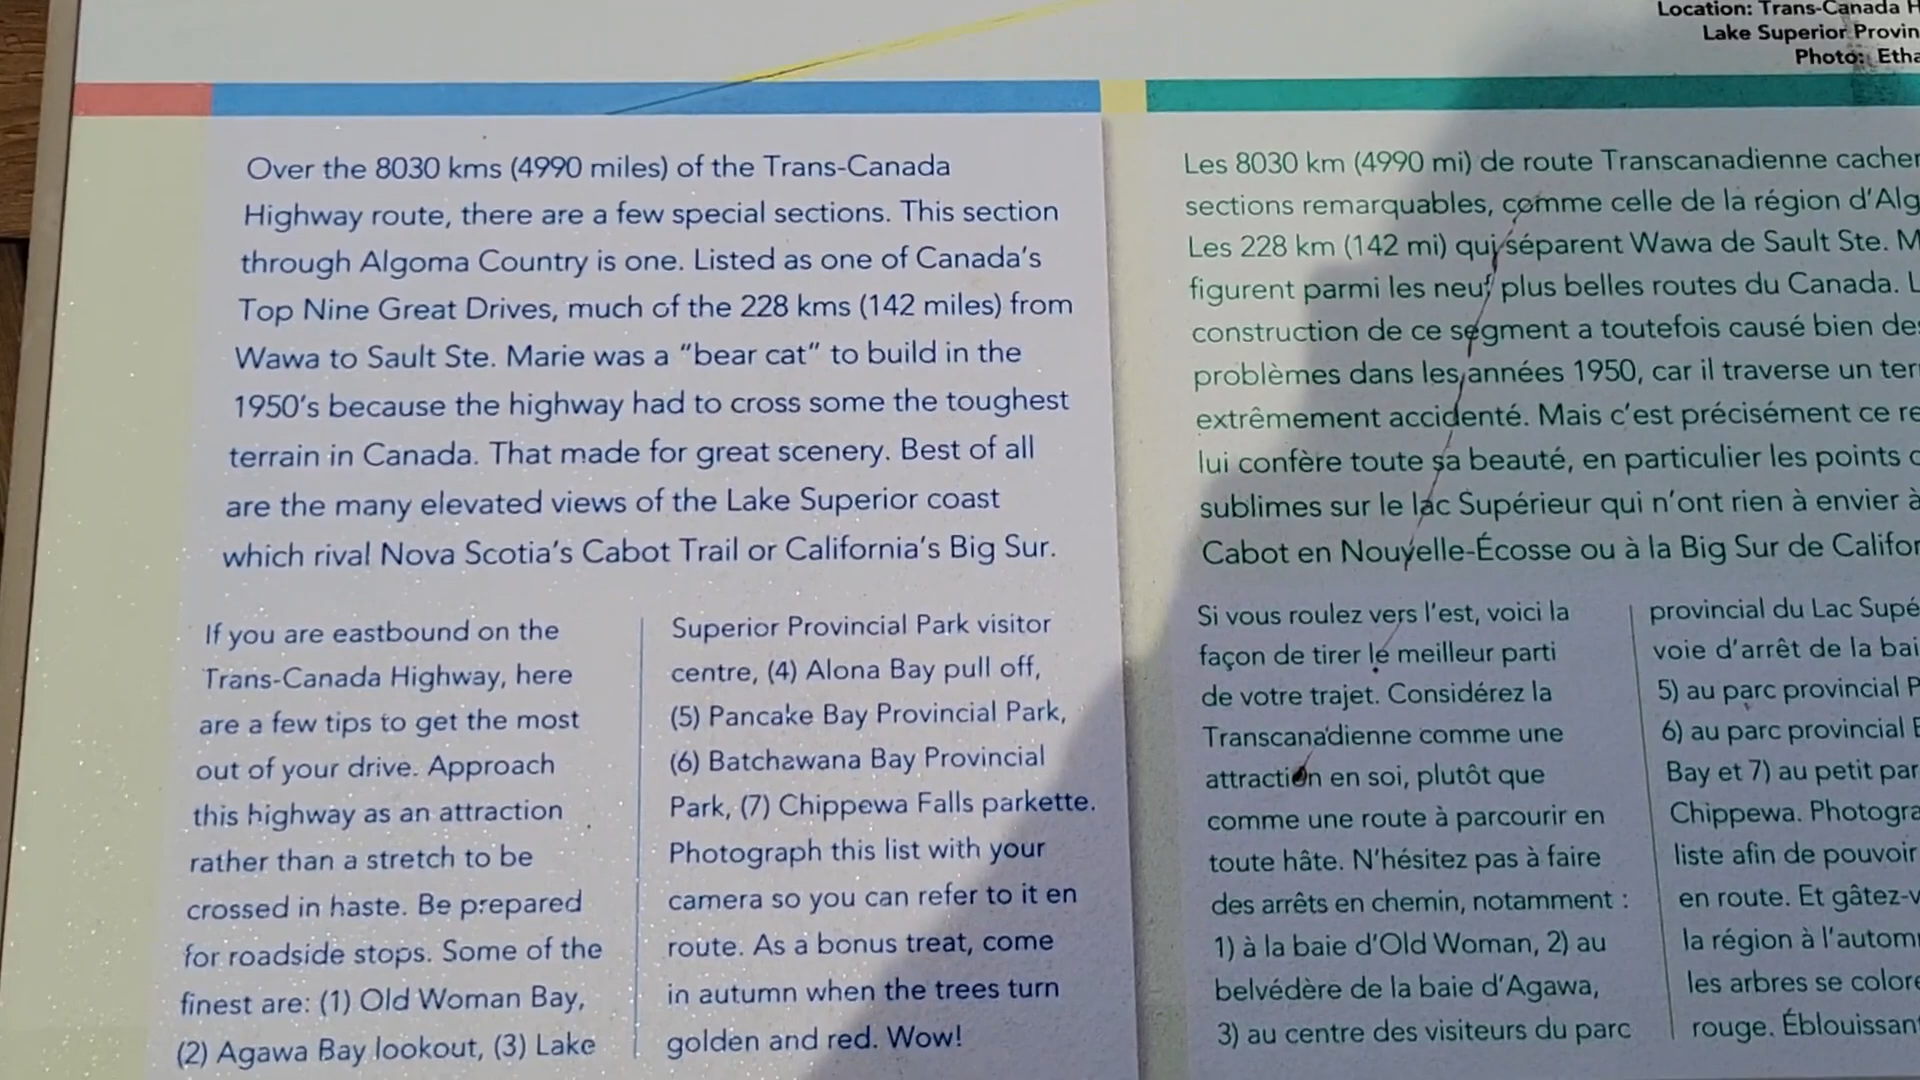 Location: Trans-Canada H
Lake Superior Provin
Photo: Etha
Over the 8030 kms (4990 miles) of the Trans-Canada
Highway route, there are a few special sections. This section
through Algoma Country is one. Listed as one of Canada's
Top Nine Great Drives, much of the 228 kms (142 miles) from
Wawa to Sault Ste. Marie was a "bear cat" to build in the
1950's because the highway had to cross some the toughest
terrain in Canada. That made for great scenery. Best of all
are the many elevated views of the Lake Superior coast
which rival Nova Scotia's Cabot Trail or California's Big Sur.
If you are eastbound on the
Trans-Canada Highway, here
are a few tips to get the most
out of your drive. Approach
this highway as an attraction
rather than a stretch to be
crossed in haste. Be prepared
for roadside stops. Some of the
finest are: (1) Old Woman Bay,
(2) Agawa Bay lookout, (3) Lake
Superior Provincial Park visitor
centre, (4) Alona Bay pull off,
(5) Pancake Bay Provincial Park,
(6) Batchawana Bay Provincial
Park, (7) Chippewa Falls parkette.
Photograph this list with your
camera so you can refer to it en
route. As a bonus treat, come
in autumn when the trees turn
golden and red. Wow!
Les 8030 km (4990 mi) de route Transcanadienne cachen
sections remarquables, comme celle de la région d'Alg
Les 228 km (142 mi) qui séparent Wawa de Sault Ste. M
figurent parmi les neuf plus belles routes du Canada. L
construction de ce segment a toutefois causé bien des
problèmes dans les années 1950, car il traverse un terr
extrêmement accidenté. Mais c'est précisément ce re
lui confère toute sa beauté, en particulier les points
sublimes sur le lac Supérieur qui n'ont rien à envier à
Cabot en Nouvelle-Écosse ou à la Big Sur de Califor
Si vous roulez vers l'est, voici la
façon de tirer le meilleur parti
de votre trajet. Considérez la
Transcanadienne comme une
attraction en soi, plutôt que
comme une route à parcourir en
toute hâte. N'hésitez pas à faire
des arrêts en chemin, notamment :
1) à la baie d'Old Woman, 2) au
belvédère de la baie d'Agawa,
3) au centre des visiteurs du parc
provincial du Lac Supé
voie d'arrêt de la bai
5) au parc provincial P
6) au parc provincial B
Bay et 7) au petit par
Chippewa. Photogra
liste afin de pouvoir
en route. Et gâtez-v
la région à l'autom
les arbres se colore
rouge. Éblouissant